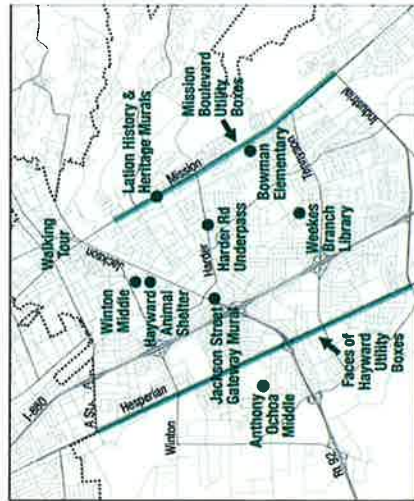 Walking
Tour
Lation History &
Heritage Murals
Mission
Boulevard
Utility
Boxes
I-880
A St.
Jackson
Mission
Industrial
Winton
Middle
Hayward
Animal
Shelter
Harder
Harder Rd
Underpass
Bowman
Elementary
Tennyson
Hesperian
Winton
Jackson Street
Gateway Mural
Weekes
Branch
Library
Anthony
Ochoa
Middle
Rt. 92
Faces of
Hayward
Utility
Boxes